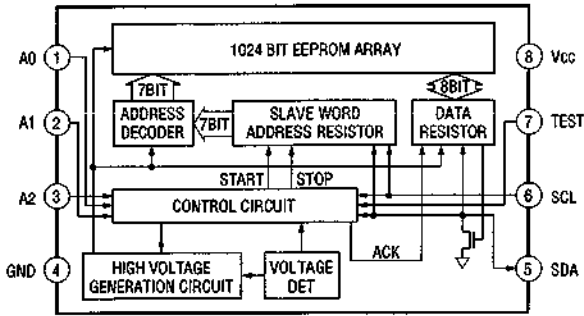 1024 BIT EEPROM ARRAY
A0 1
8 Vcc
7BIT
8BIT
ADDRESS
DECODER
7BIT
SLAVE WORD
ADDRESS RESISTOR
DATA
RESISTOR
A1 2
7 TEST
START STOP
A2 3
CONTROL CIRCUIT
6 SCL
ACK
GND 4
HIGH VOLTAGE
GENERATION CIRCUIT
VOLTAGE
DET
5 SDA